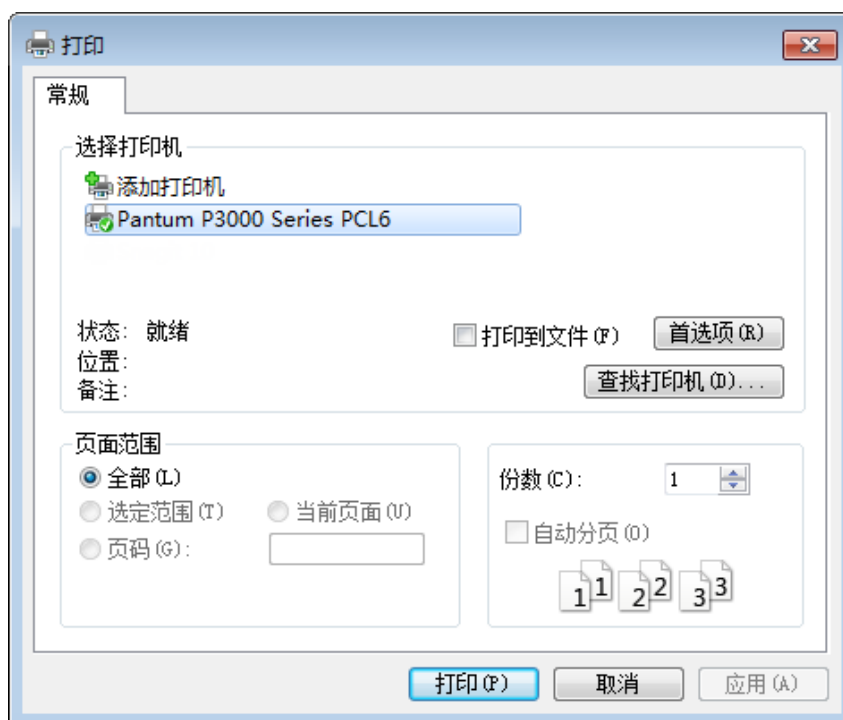 打印
常规
选择打印机
添加打印机
Pantum P3000 Series PCL6
状态: 就绪
打印到文件(F) 首选项(R)
位置:
查找打印机(D)...
备注:
页面范围
全部(L)
选定范围(T) 当前页面(U)
页码(G):
份数(C): 1
自动分页(O)
1 1 2 2 3 3
打印(P) 取消 应用(A)